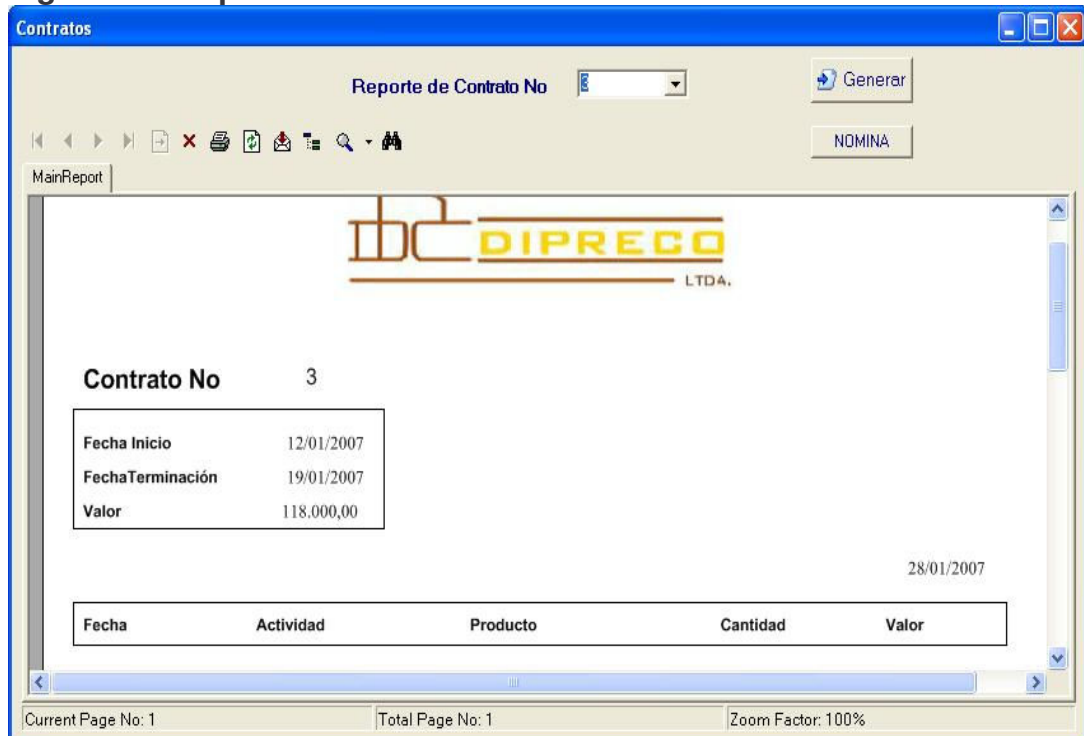 Contratos
Reporte de Contrato No 3
Generar
NOMINA
MainReport
DIPRECO
LTDA.
Contrato No 3
Fecha Inicio 12/01/2007
FechaTerminación 19/01/2007
Valor 118.000,00
28/01/2007
Fecha Actividad Producto Cantidad Valor
Current Page No: 1 Total Page No: 1 Zoom Factor: 100%